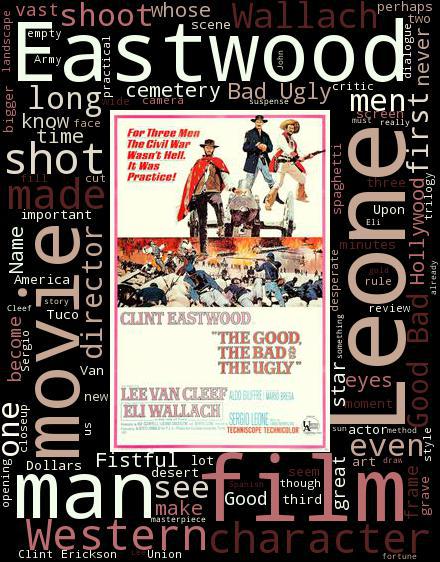 vast
shoot
whose
perhaps
landscape
scene
Wallach
two
Eastwood
empty
Army
John
dialogue
never
practical
long
cemetery
Bad Ugly
critic
men
bigger
wide
camera
suspense
know
face
screen
must
really
time
first
shot
Leone
spaghetti
fill
cut
made
three
trilogy
important
Upon
Hollywood
Eli
Name
movie
director
minutes
already
America
desperate
gold
rule
story
Cleef
Tuco
review
become
Sergio
something
Good Bad
Van
star
eyes
new
moment
one
closeup
us
sun
actor
method
style
even
Fistful
lot
opening
Dollars
desert
seem
great
art
draw
man
see
Spanish
though
film
Good
third
frame
grave
make
masterpiece
Western
character
Clint Erickson
Lee
Union
fortune
For Three Men
The Civil War
Wasn't Hell.
It Was
Practice!
CLINT EASTWOOD
"THE GOOD,
THE BAD &
THE UGLY"
LEE VAN CLEEF
ALDO GIUFFRE
MARIO BREGA
ELI WALLACH
SERGIO LEONE
TECHNISCOPE TECHNICOLOR